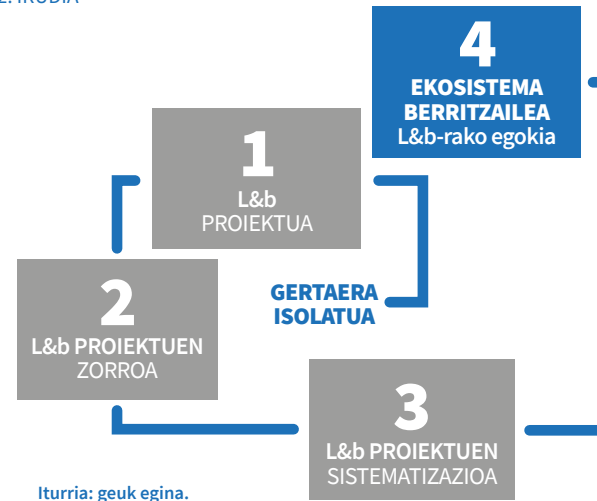 4
EKOSISTEMA
BERRITZAILEA
L&b-rako egokia
1
L&b
PROIEKTUA
2
L&b PROIEKTUEN
ZORROA
GERTAERA
ISOLATUA
3
L&b PROIEKTUEN
SISTEMATIZAZIOA
Iturria: geuk egina.